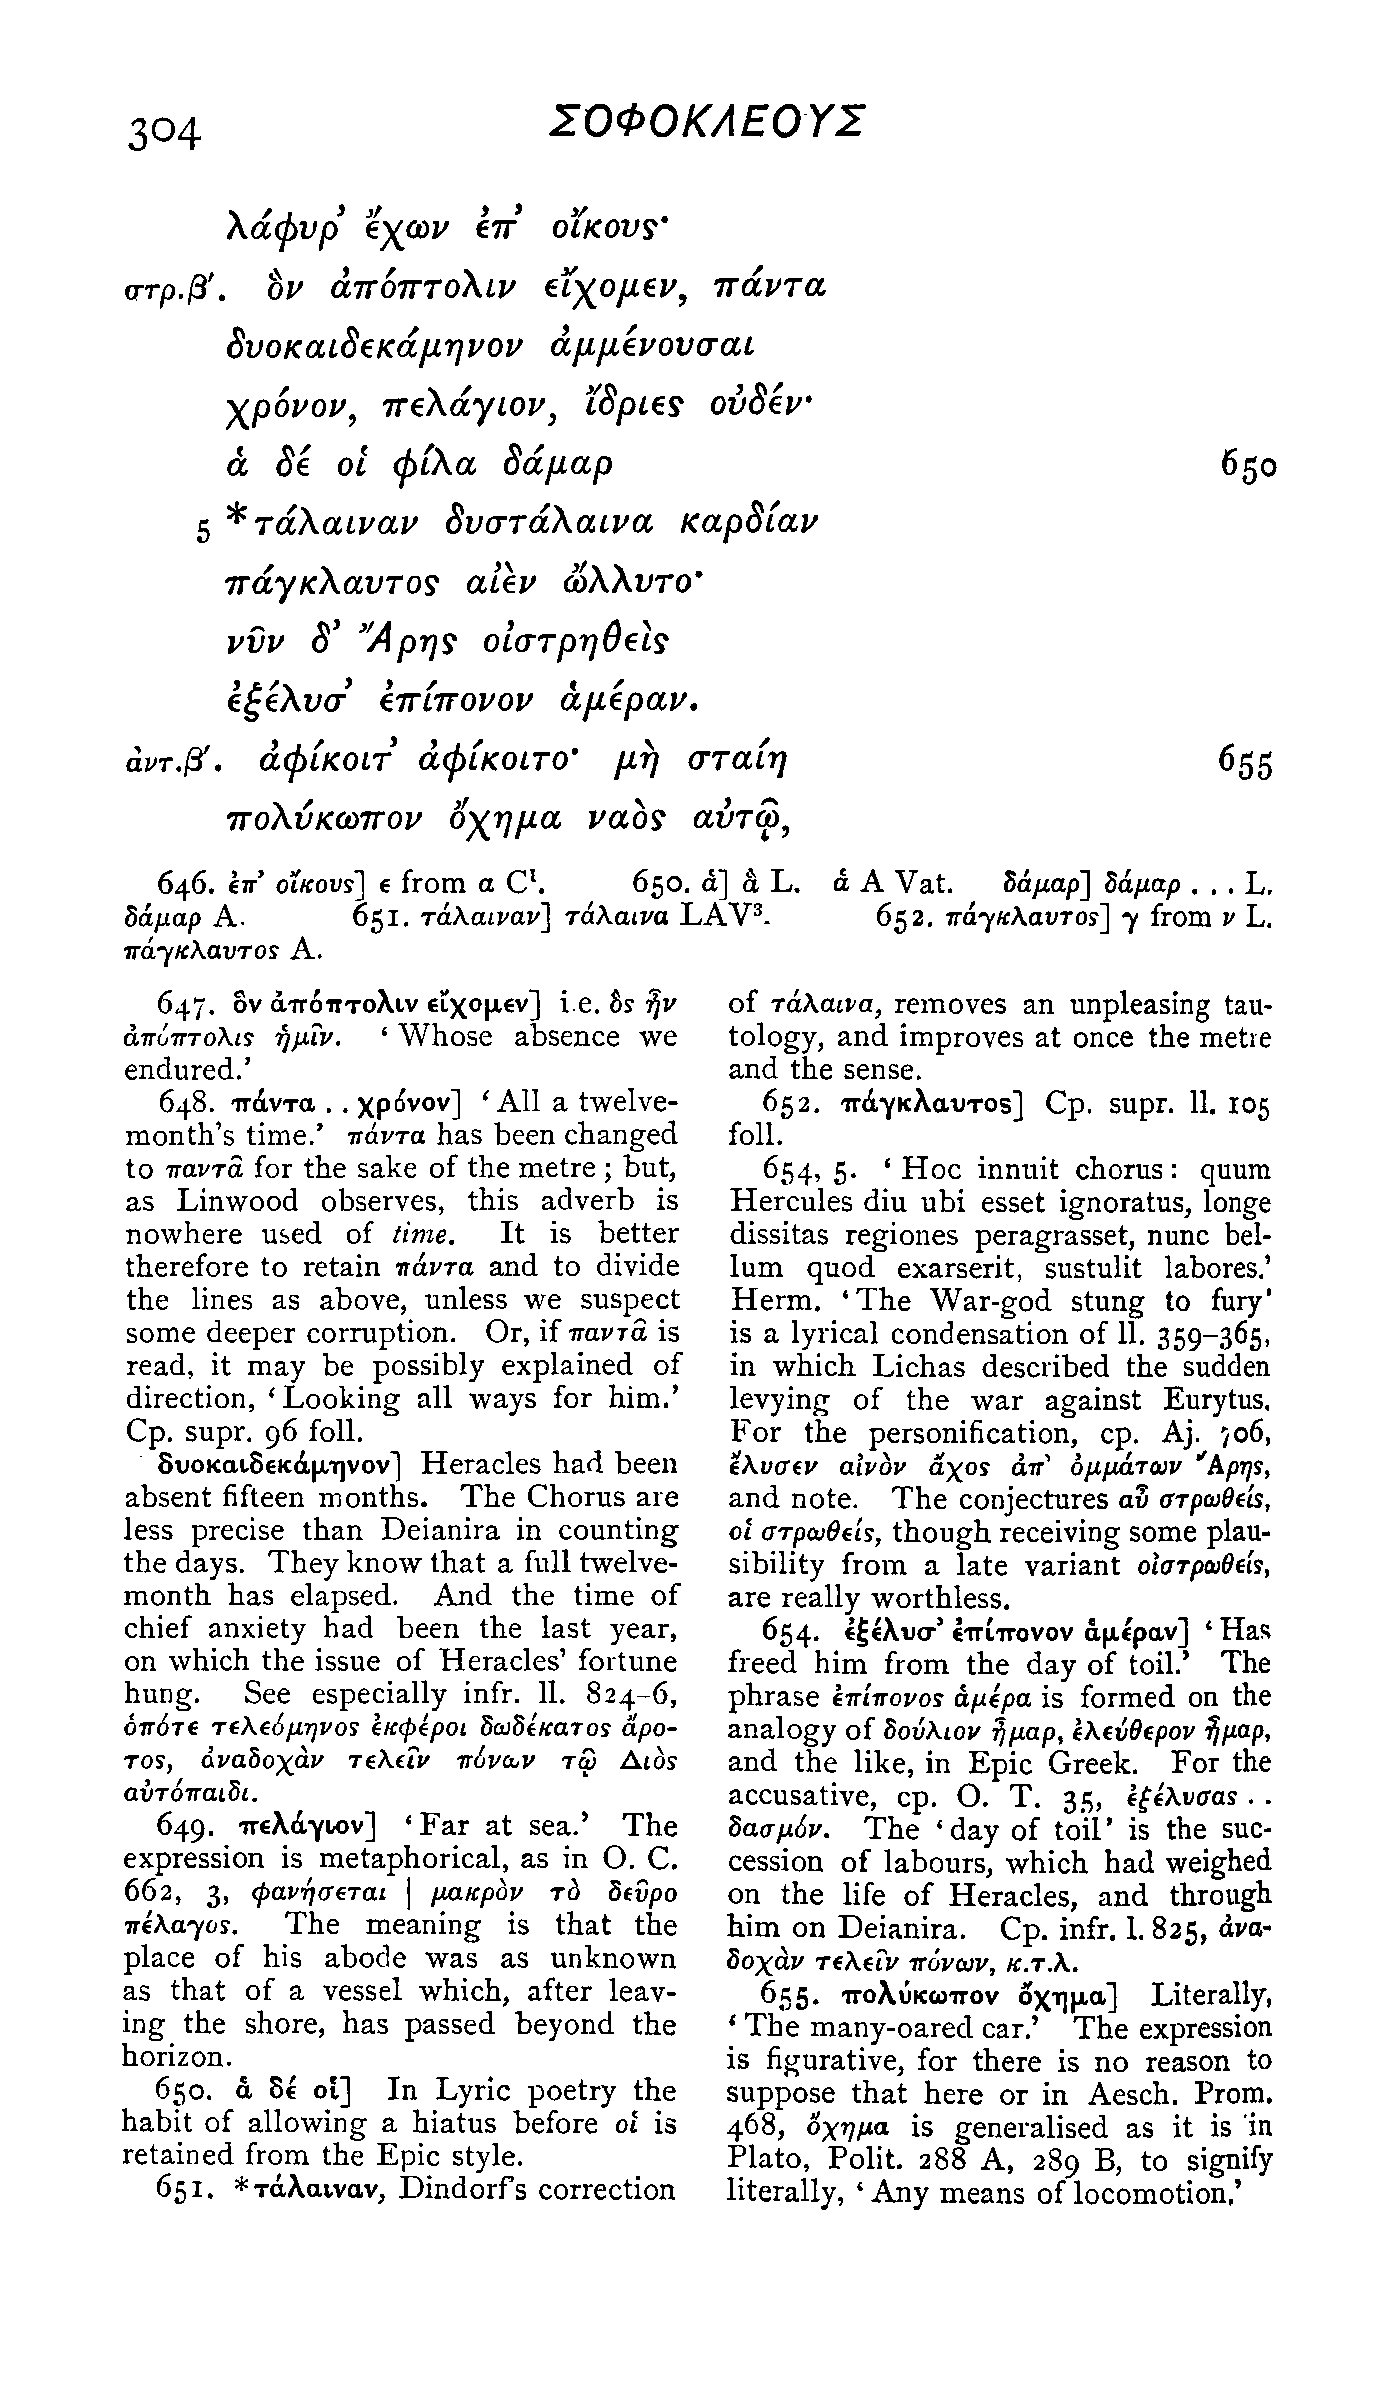 304
ΣΟΦΟΚΛΕΟΥΣ
λάφυρ’ ἔχων ἐπ’ οἴκους·
στρ.β΄. ὃν ἀπόπτολιν εἴχομεν, πάντα
δυοκαιδεκάμηνον ἀμμένουσαι
χρόνον, πελάγιον, ἴδριες οὐδέν·
ἁ δέ οἱ φίλα δάμαρ 650
5 *τάλαιναν δυστάλαινα καρδίαν
πάγκλαυτος αἰὲν ὤλλυτο·
νῦν δ’ Ἄρης οἰστρηθεὶς
ἐξέλυσ’ ἐπίπονον ἁμέραν.
ἀντ.β΄. ἀφίκοιτ’ ἀφίκοιτο· μὴ σταίη 655
πολύκωπον ὄχημα ναὸς αὐτῷ,
646. ἐπ’ οἴκους] ε from α C¹. 650. ἁ] ἃ L. ἁ A Vat. δάμαρ] δάμαρ . . . L.
δάμαρ A. 651. τάλαιναν] τάλαινα LAV³. 652. πάγκλαυτος] γ from ν L.
πάγκλαυτος A.
647. ὃν ἀπόπτολιν εἴχομεν] i.e. ὃς ἦν
ἀπόπτολις ἡμῖν. ‘Whose absence we
endured.’
648. πάντα . . χρόνον] ‘All a twelve-
month's time.’ πάντα has been changed
to παντᾶ for the sake of the metre; but,
as Linwood observes, this adverb is
nowhere used of time. It is better
therefore to retain πάντα and to divide
the lines as above, unless we suspect
some deeper corruption. Or, if παντᾶ is
read, it may be possibly explained of
direction, ‘Looking all ways for him.’
Cp. supr. 96 foll.
δυοκαιδεκάμηνον] Heracles had been
absent fifteen months. The Chorus are
less precise than Deianira in counting
the days. They know that a full twelve-
month has elapsed. And the time of
chief anxiety had been the last year,
on which the issue of Heracles’ fortune
hung. See especially infr. ll. 824–6,
ὁπότε τελεόμηνος ἐκφέροι δωδέκατος ἄρο-
τος, ἀναδοχὰν τελεῖν πόνων τῷ Διὸς
αὐτόπαιδι.
649. πελάγιον] ‘Far at sea.’ The
expression is metaphorical, as in O. C.
662, 3, φανήσεται | μακρὸν τὸ δεῦρο
πέλαγος. The meaning is that the
place of his abode was as unknown
as that of a vessel which, after leav-
ing the shore, has passed beyond the
horizon.
650. ἁ δέ οἱ] In Lyric poetry the
habit of allowing a hiatus before οἱ is
retained from the Epic style.
651. *τάλαιναν, Dindorf's correction
of τάλαινα, removes an unpleasing tau-
tology, and improves at once the metre
and the sense.
652. πάγκλαυτος] Cp. supr. ll. 105
foll.
654, 5. ‘Hoc innuit chorus: quum
Hercules diu ubi esset ignoratus, longe
dissitas regiones peragrasset, nunc bel-
lum quod exarserit, sustulit labores.’
Herm. ‘The War-god stung to fury’
is a lyrical condensation of ll. 359–365,
in which Lichas described the sudden
levying of the war against Eurytus.
For the personification, cp. Aj. 706,
ἔλυσεν αἰνὸν ἄχος ἀπ’ ὀμμάτων Ἄρης,
and note. The conjectures αὖ στρωθείς,
οἱ στρωθείς, though receiving some plau-
sibility from a late variant οἰστρωθείς,
are really worthless.
654. ἐξέλυσ’ ἐπίπονον ἁμέραν] ‘Has
freed him from the day of toil.’ The
phrase ἐπίπονος ἁμέρα is formed on the
analogy of δούλιον ἦμαρ, ἐλεύθερον ἦμαρ,
and the like, in Epic Greek. For the
accusative, cp. O. T. 35, ἐξέλυσας . .
δασμόν. The ‘day of toil’ is the suc-
cession of labours, which had weighed
on the life of Heracles, and through
him on Deianira. Cp. infr. l. 825, ἀνα-
δοχὰν τελεῖν πόνων, κ.τ.λ.
655. πολύκωπον ὄχημα] Literally,
‘The many-oared car.’ The expression
is figurative, for there is no reason to
suppose that here or in Aesch. Prom.
468, ὄχημα is generalised as it is in
Plato, Polit. 288 A, 289 B, to signify
literally, ‘Any means of locomotion.’